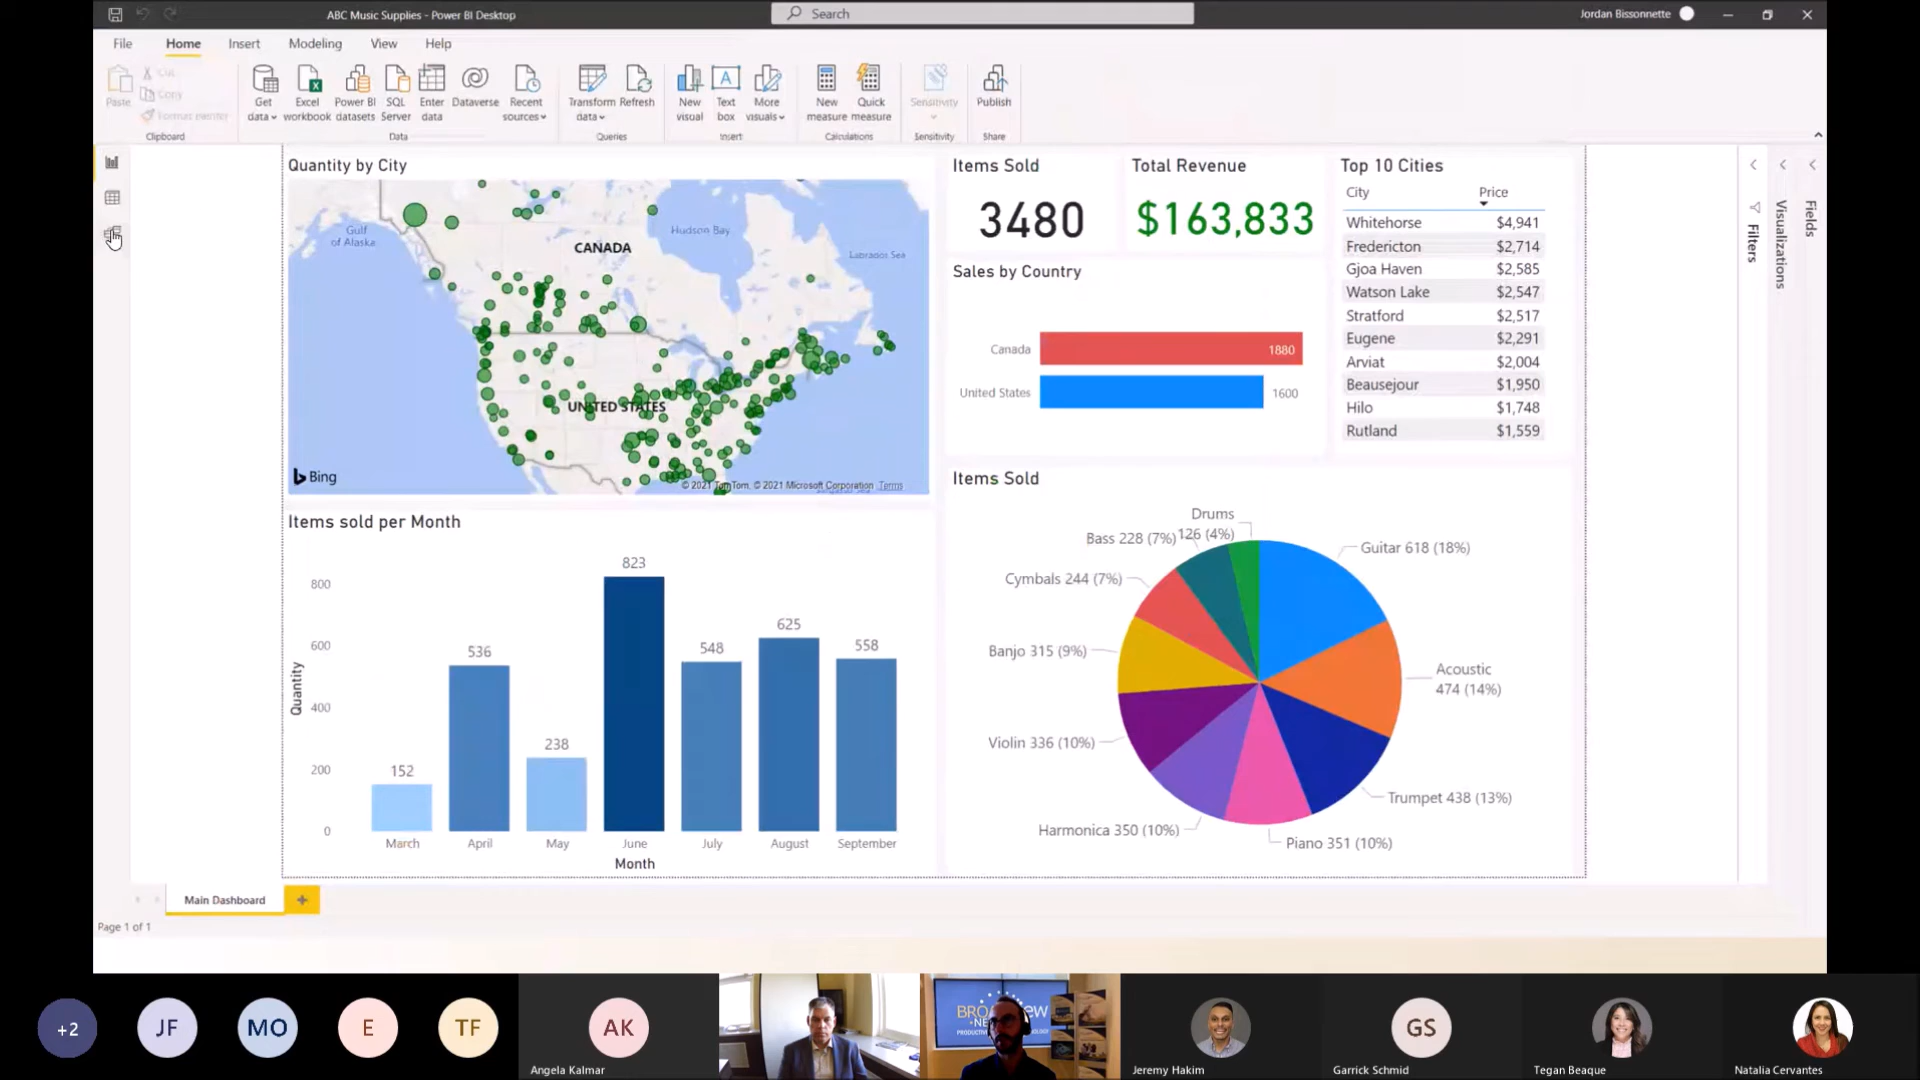 ABC Music Supplies - Power BI Desktop
Search
Jordan Bissonnette
File
Home
Insert
Modeling
View
Help
Paste
Cut
Copy
Format painter
Get data
Excel workbook
Power BI datasets
SQL Server
Enter data
Dataverse
Recent sources
Transform data
Refresh
New visual
Text box
More visuals
New measure
Quick measure
Sensitivity
Publish
Clipboard
Data
Queries
Insert
Calculations
Sensitivity
Share
Quantity by City
Gulf
of Alaska
CANADA
Hudson Bay
Labrador Sea
UNITED STATES
Bing
© 2021 TomTom, © 2021 Microsoft Corporation Terms
Items Sold
3480
Total Revenue
$163,833
Top 10 Cities
City Price
Whitehorse $4,941
Fredericton $2,714
Gjoa Haven $2,585
Watson Lake $2,547
Stratford $2,517
Eugene $2,291
Arviat $2,004
Beausejour $1,950
Hilo $1,748
Rutland $1,559
Sales by Country
Canada 1880
United States 1600
Filters
Visualizations
Fields
Items sold per Month
Quantity
800
600
400
200
0
152
536
238
823
548
625
558
March
April
May
June
July
August
September
Month
Items Sold
Drums
126 (4%)
Bass 228 (7%)
Guitar 618 (18%)
Cymbals 244 (7%)
Banjo 315 (9%)
Acoustic
474 (14%)
Violin 336 (10%)
Trumpet 438 (13%)
Harmonica 350 (10%)
Piano 351 (10%)
Main Dashboard
+
Page 1 of 1
+2
JF
MO
E
TF
AK
Angela Kalmar
Jeremy Hakim
GS
Garrick Schmid
Tegan Beaque
Natalia Cervantes